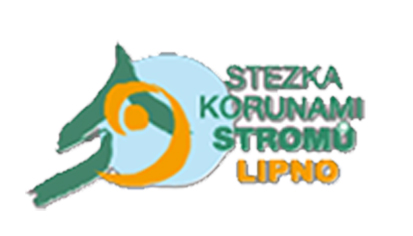 STEZKA
KORUNAMI
STROMŮ
LIPNO